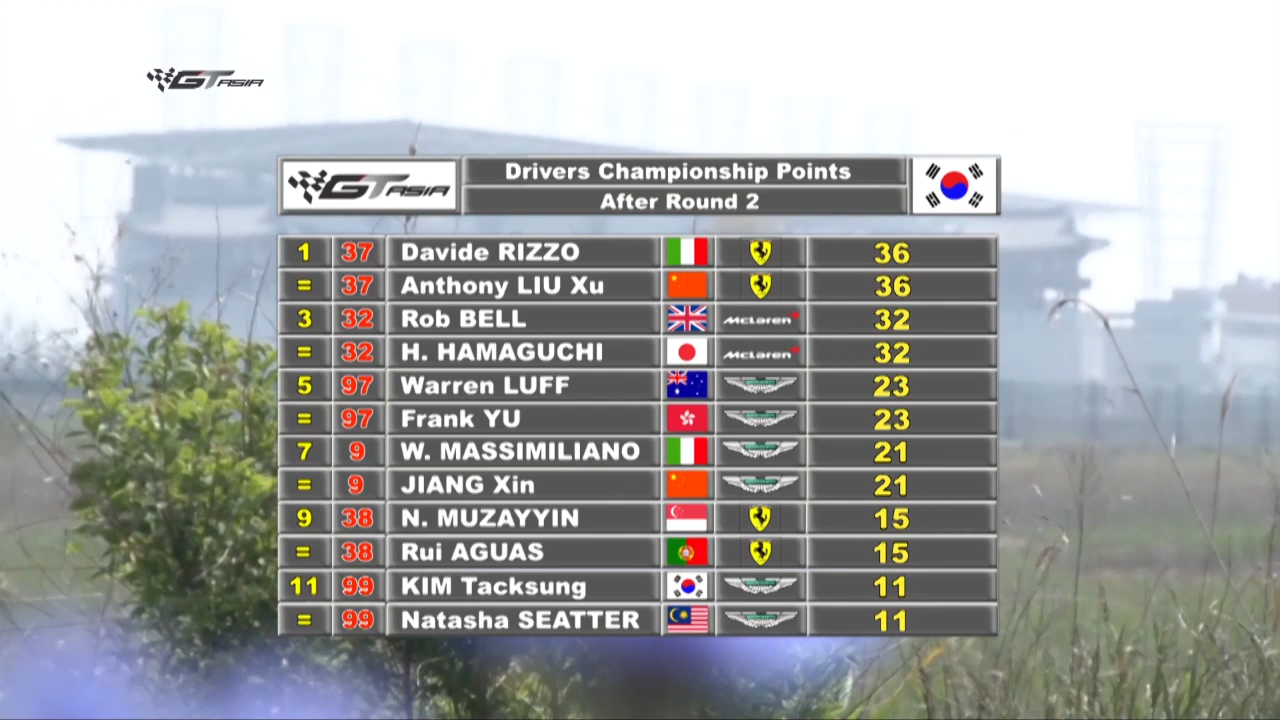 GT ASIA
GT ASIA
Drivers Championship Points
After Round 2
1 37 Davide RIZZO 36
= 37 Anthony LIU Xu 36
3 32 Rob BELL McLaren 32
= 32 H. HAMAGUCHI McLaren 32
5 97 Warren LUFF 23
= 97 Frank YU 23
7 9 W. MASSIMILIANO 21
= 9 JIANG Xin 21
9 38 N. MUZAYYIN 15
= 38 Rui AGUAS 15
11 99 KIM Tacksung 11
= 99 Natasha SEATTER 11